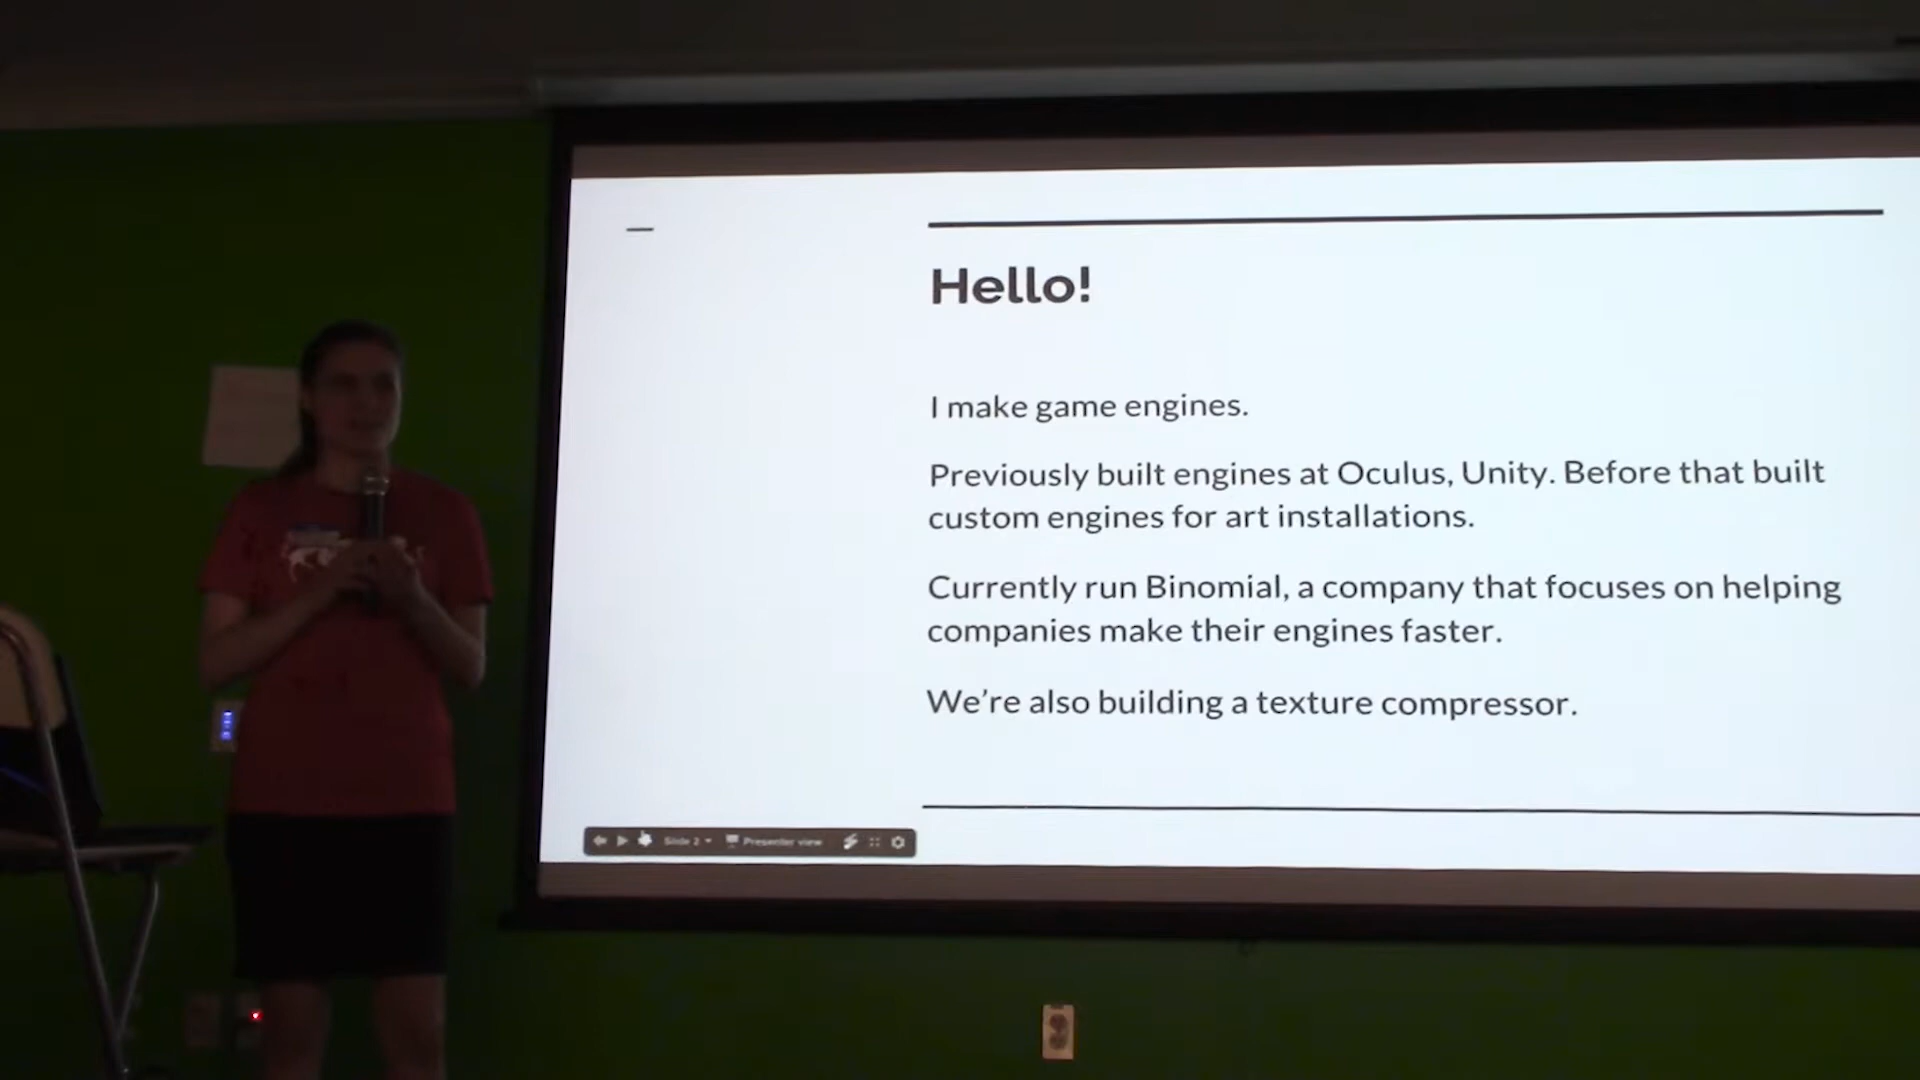 Hello!
I make game engines.
Previously built engines at Oculus, Unity. Before that built
custom engines for art installations.
Currently run Binomial, a company that focuses on helping
companies make their engines faster.
We're also building a texture compressor.
Slide 2
Presenter view